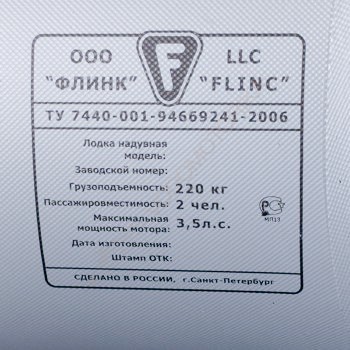 ООО F LLC
"ФЛИНК" "FLINC"
ТУ 7440-001-94669241-2006
Лодка надувная
модель:
Заводской номер:
Грузоподъемность: 220 кг
Пассажировместимость: 2 чел.
Максимальная
мощность мотора: 3,5л.с.
МП13
Дата изготовления:
Штамп ОТК:
СДЕЛАНО В РОССИИ, г.Санкт-Петербург